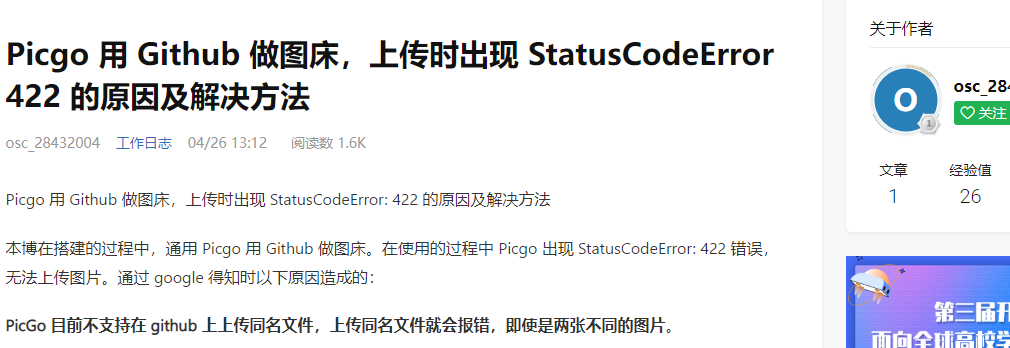 Picgo 用 Github 做图床，上传时出现 StatusCodeError
422 的原因及解决方法
osc_28432004 工作日志 04/26 13:12 阅读数 1.6K
Picgo 用 Github 做图床，上传时出现 StatusCodeError: 422 的原因及解决方法
本博在搭建的过程中，通用 Picgo 用 Github 做图床。在使用的过程中 Picgo 出现 StatusCodeError: 422 错误，
无法上传图片。通过 google 得知时以下原因造成的：
PicGo 目前不支持在 github 上上传同名文件，上传同名文件就会报错，即使是两张不同的图片。
关于作者
O
1
osc_284
关注
文章 经验值
1 26
第三届开
面向全球高校学